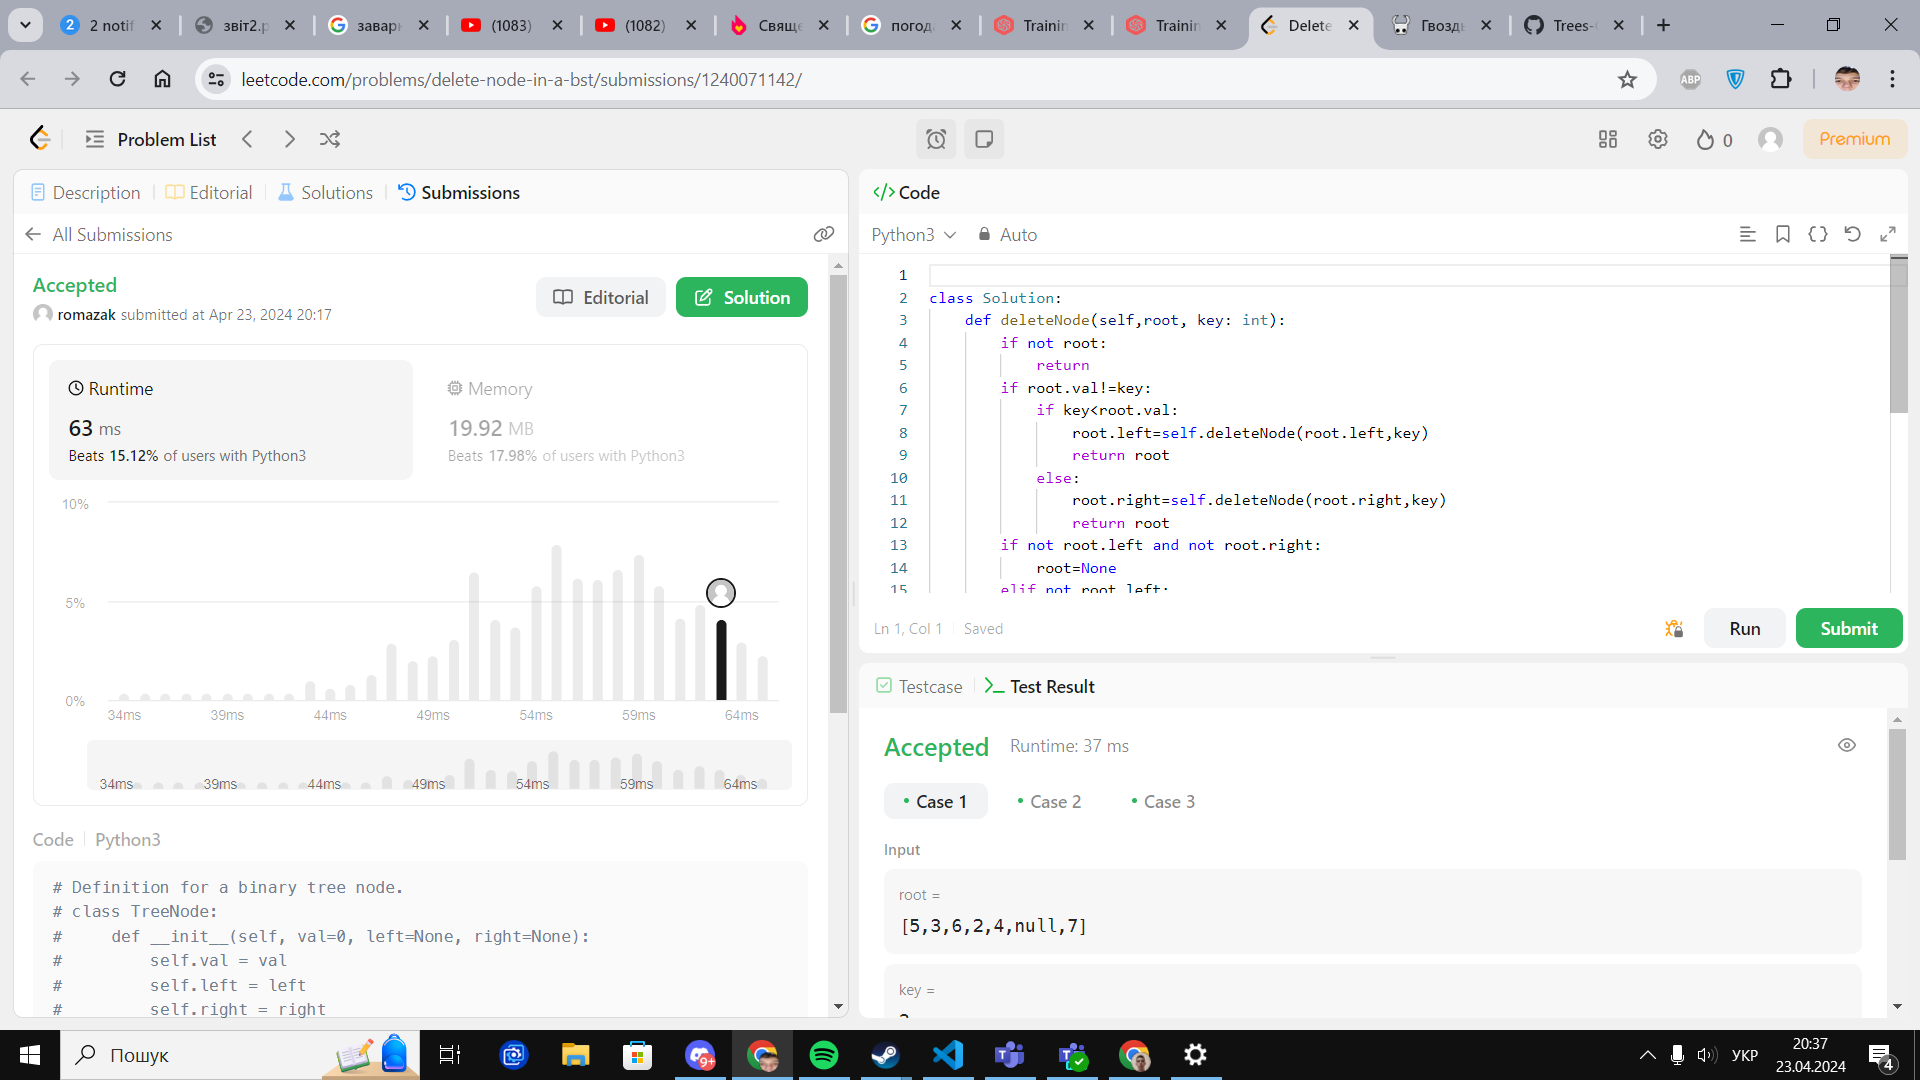 2 notif
звіт2.р
заварн
(1083)
(1082)
Свяще
погода
Trainin
Trainin
Delete
Гвоздь
Trees-
leetcode.com/problems/delete-node-in-a-bst/submissions/1240071142/
ABP
Problem List
0
Premium
Description
Editorial
Solutions
Submissions
All Submissions
Accepted
romazak submitted at Apr 23, 2024 20:17
Editorial
Solution
Runtime
63 ms
Beats 15.12% of users with Python3
Memory
19.92 MB
Beats 17.98% of users with Python3
10%
5%
0%
34ms 39ms 44ms 49ms 54ms 59ms 64ms
34ms 39ms 44ms 49ms 54ms 59ms 64ms
Code
Python3
# Definition for a binary tree node.
# class TreeNode:
#     def __init__(self, val=0, left=None, right=None):
#         self.val = val
#         self.left = left
#         self.right = right
</> Code
Python3
Auto
1
2 class Solution:
3     def deleteNode(self,root, key: int):
4         if not root:
5             return
6         if root.val!=key:
7             if key<root.val:
8                 root.left=self.deleteNode(root.left,key)
9                 return root
10             else:
11                 root.right=self.deleteNode(root.right,key)
12                 return root
13         if not root.left and not root.right:
14             root=None
15         elif not root.left:
Ln 1, Col 1
Saved
Run
Submit
Testcase
Test Result
Accepted
Runtime: 37 ms
Case 1
Case 2
Case 3
Input
root =
[5,3,6,2,4,null,7]
key =
Пошук
9+
УКР
20:37
23.04.2024
4